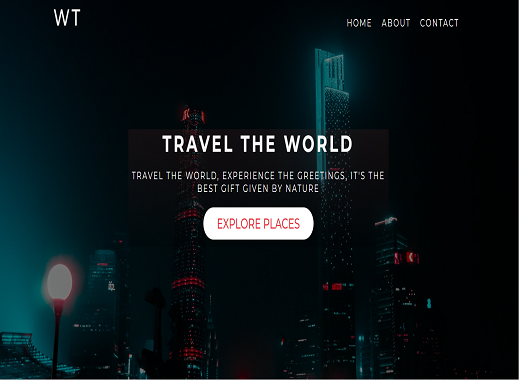 WT
HOME ABOUT CONTACT
TRAVEL THE WORLD
TRAVEL THE WORLD, EXPERIENCE THE GREETINGS, IT'S THE
BEST GIFT GIVEN BY NATURE
EXPLORE PLACES